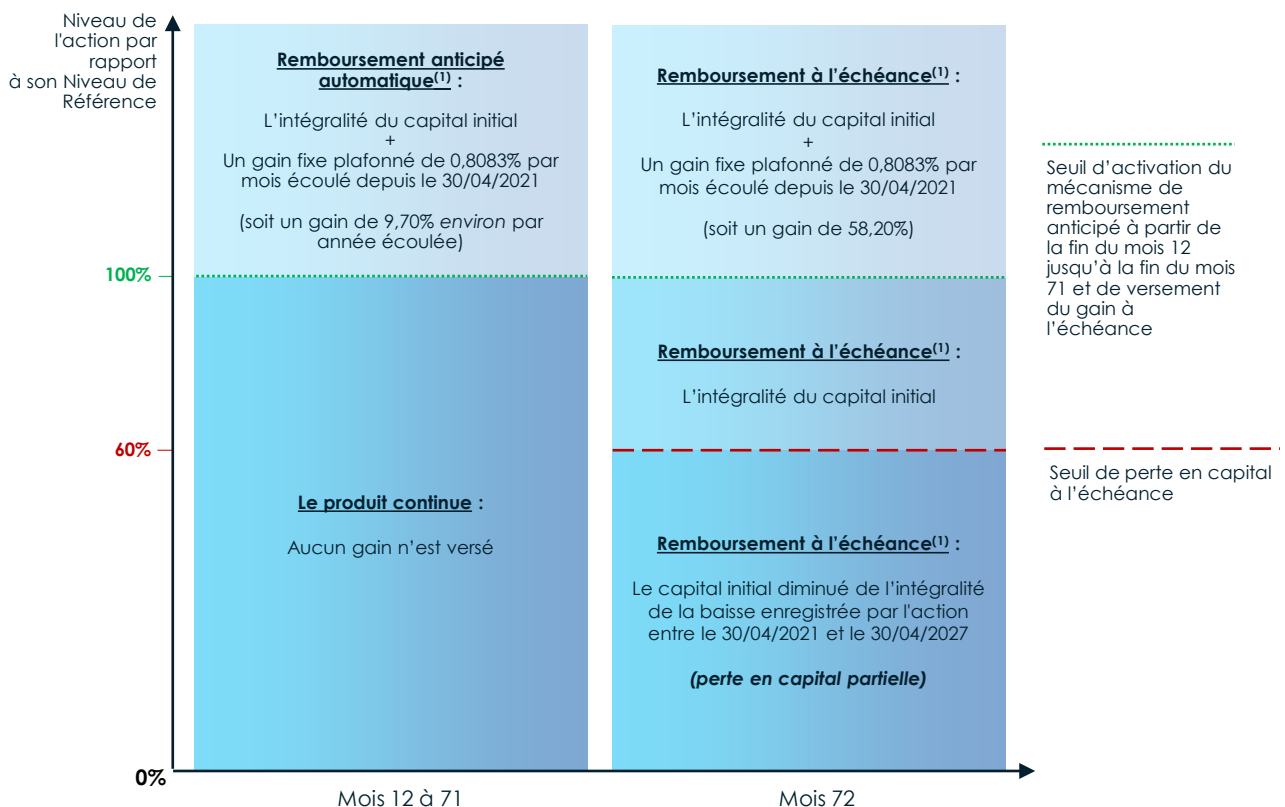 Niveau de
l'action par
rapport
à son Niveau de
Référence
Remboursement anticipé
automatique(1) :
L'intégralité du capital initial
+
Un gain fixe plafonné de 0,8083% par
mois écoulé depuis le 30/04/2021
(soit un gain de 9,70% environ par
année écoulée)
Remboursement à l'échéance(1) :
L'intégralité du capital initial
+
Un gain fixe plafonné de 0,8083% par
mois écoulé depuis le 30/04/2021
(soit un gain de 58,20%)
Seuil d'activation du
mécanisme de
remboursement
anticipé à partir de
la fin du mois 12
jusqu'à la fin du mois
71 et de versement
du gain à
l'échéance
100%
Remboursement à l'échéance(1) :
L'intégralité du capital initial
60%
Seuil de perte en capital
à l'échéance
Le produit continue :
Aucun gain n'est versé
Remboursement à l'échéance(1) :
Le capital initial diminué de l'intégralité
de la baisse enregistrée par l'action
entre le 30/04/2021 et le 30/04/2027
(perte en capital partielle)
0%
Mois 12 à 71
Mois 72